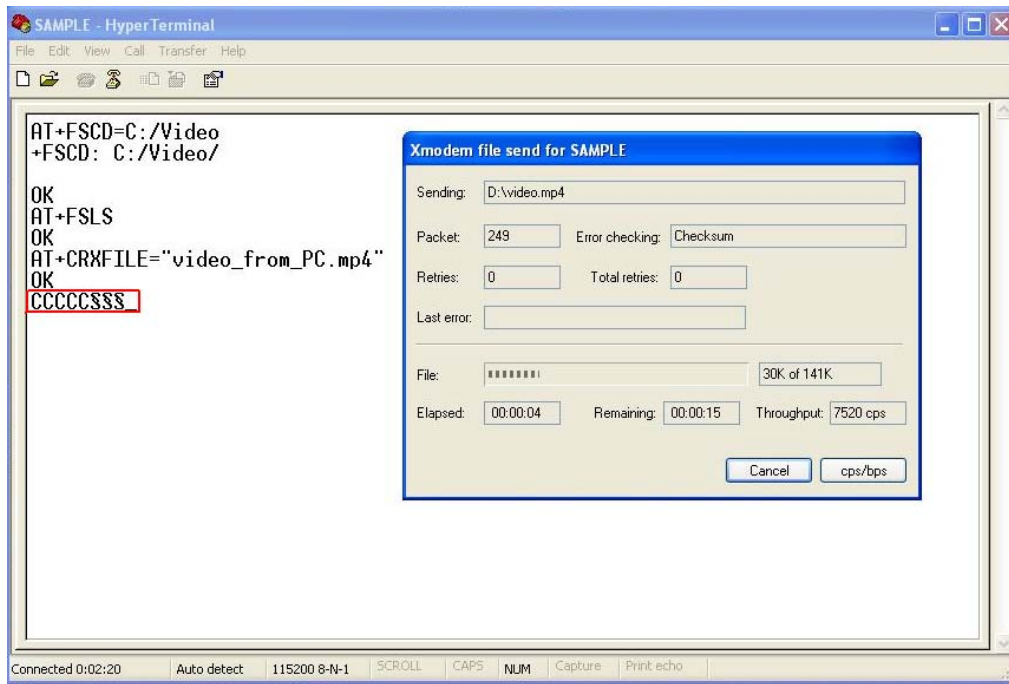 SAMPLE - HyperTerminal
File Edit View Call Transfer Help
AT+FSCD=C:/Video
+FSCD: C:/Video/
OK
AT+FSLS
OK
AT+CRXFILE="video_from_PC.mp4"
OK
CCCCC§§§_
Xmodem file send for SAMPLE
Sending: D:\video.mp4
Packet: 249 Error checking: Checksum
Retries: 0 Total retries: 0
Last error:
File: 30K of 141K
Elapsed: 00:00:04 Remaining: 00:00:15 Throughput: 7520 cps
Cancel cps/bps
Connected 0:02:20 Auto detect 115200 8-N-1 SCROLL CAPS NUM Capture Print echo